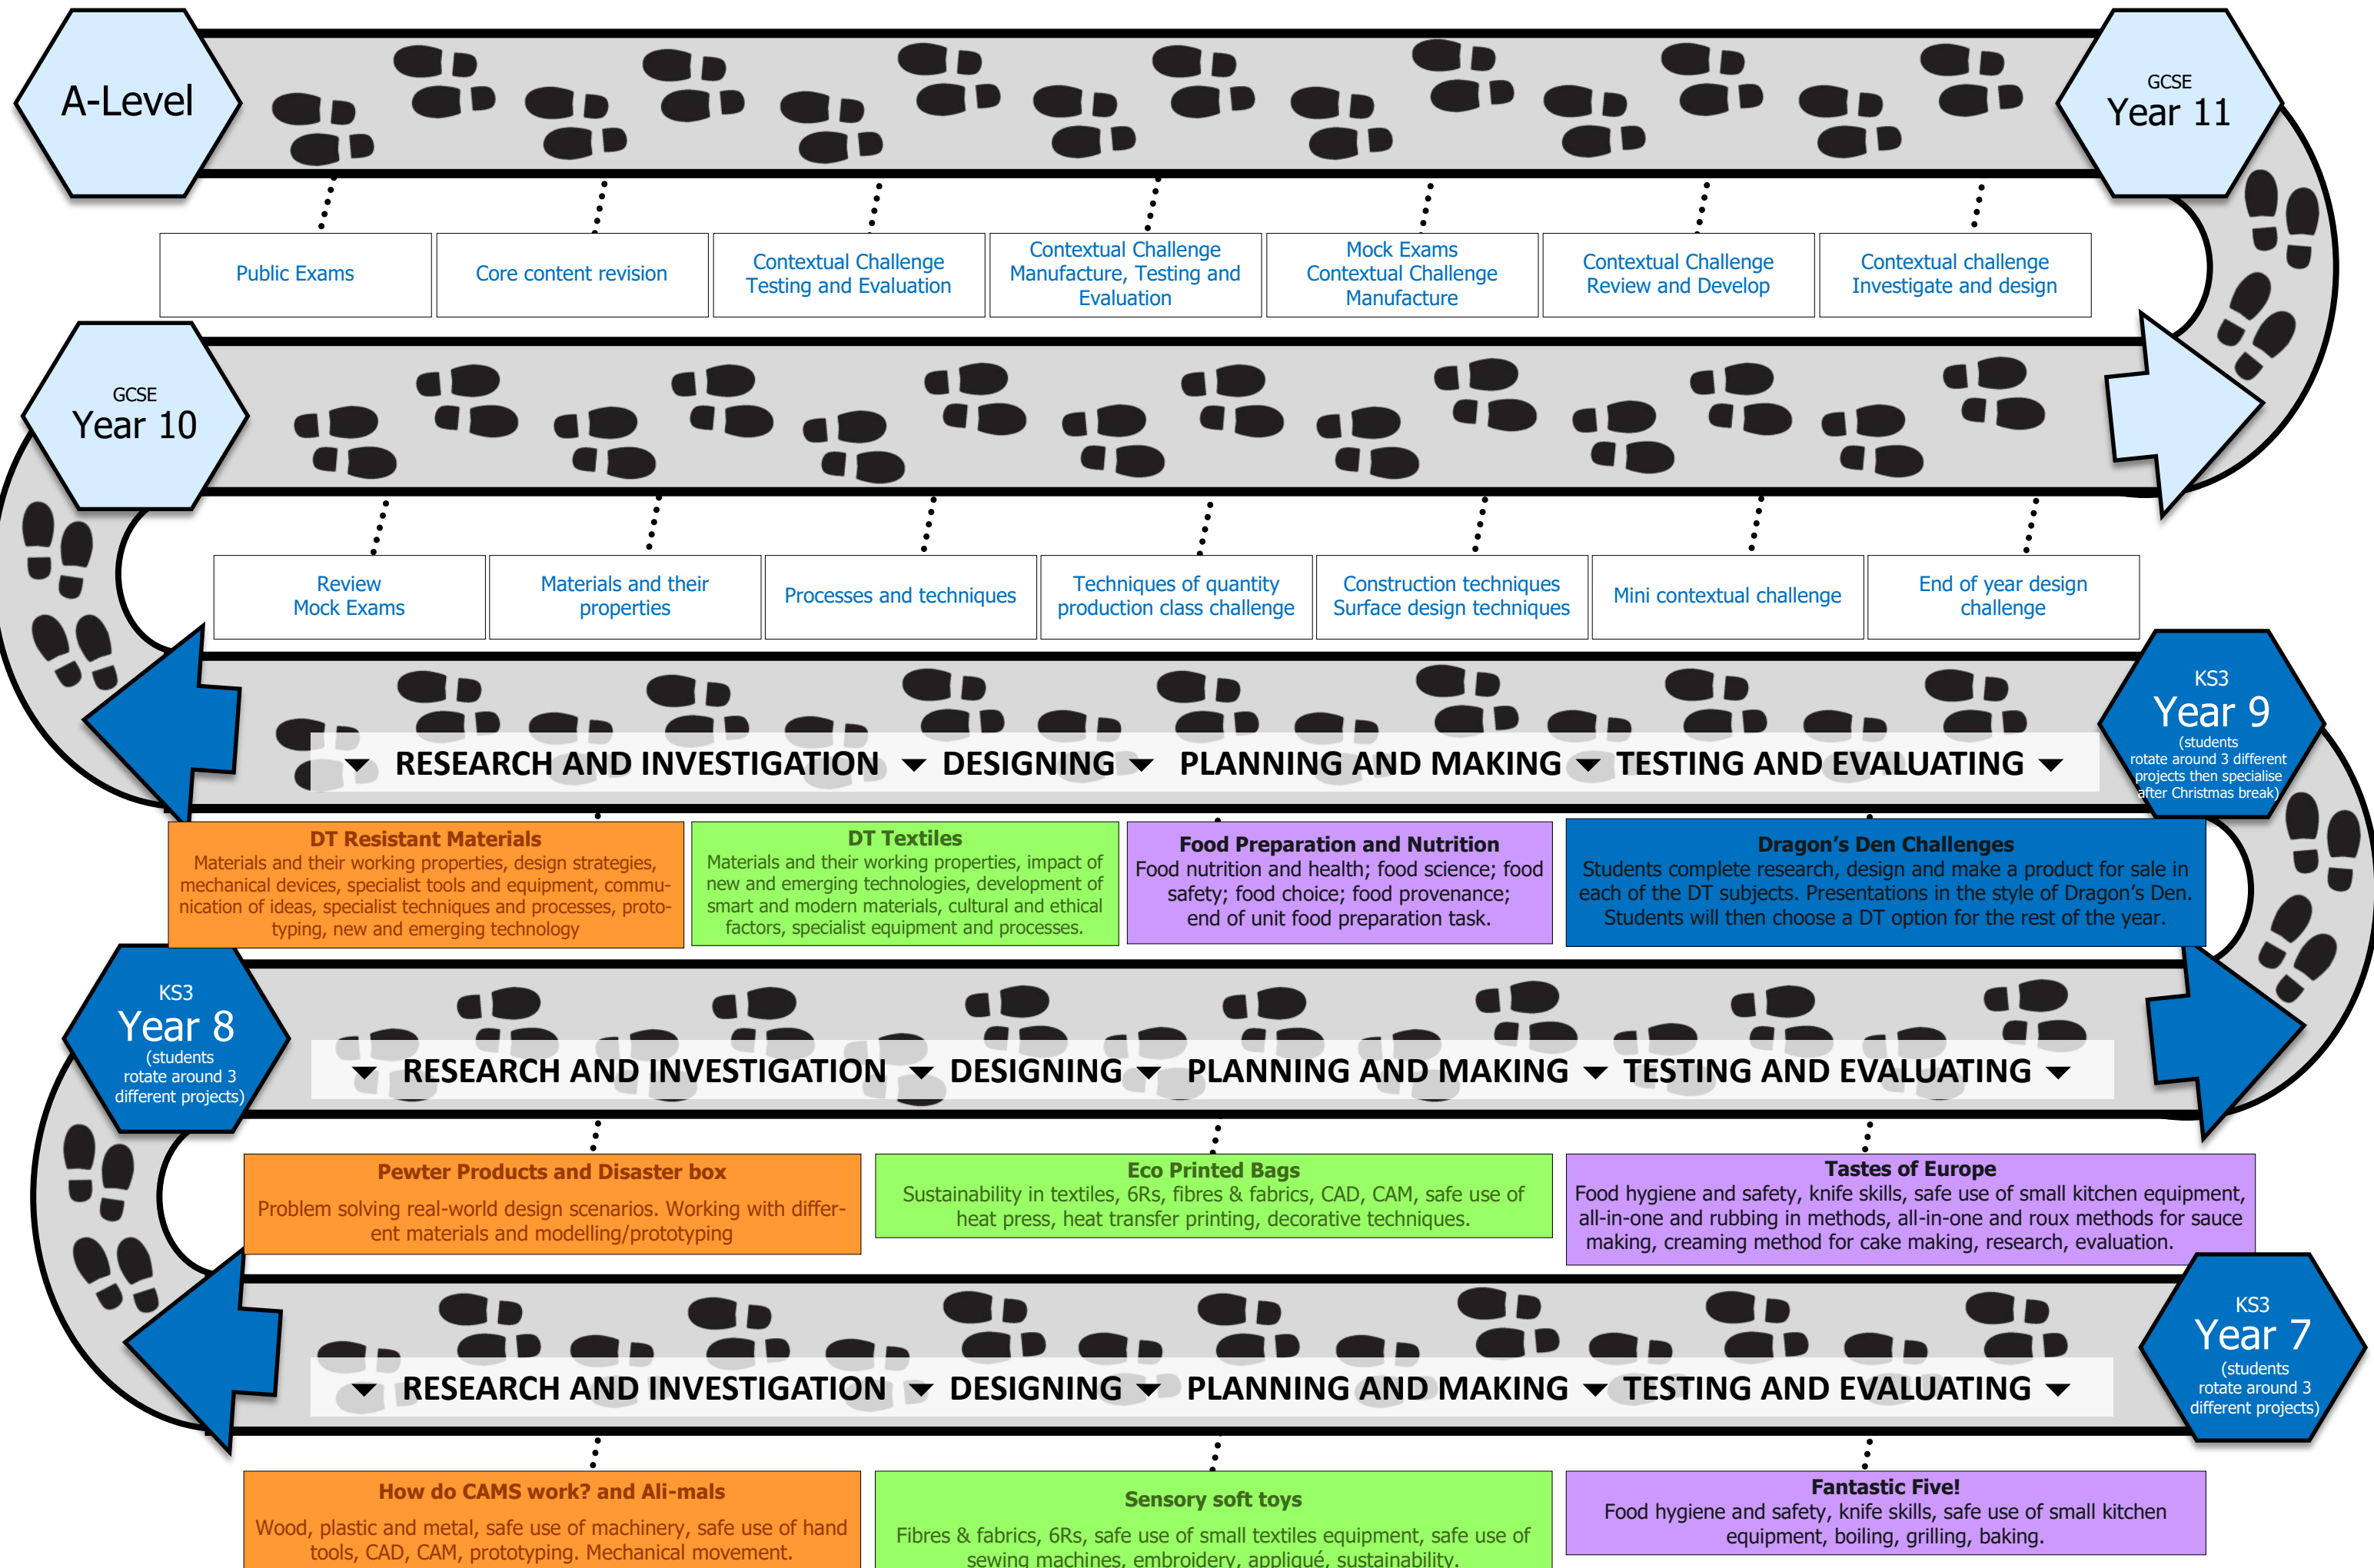 A-Level
GCSE
Year 11
Public Exams
Core content revision
Contextual Challenge
Testing and Evaluation
Contextual Challenge
Manufacture, Testing and
Evaluation
Mock Exams
Contextual Challenge
Manufacture
Contextual Challenge
Review and Develop
Contextual challenge
Investigate and design
GCSE
Year 10
Review
Mock Exams
Materials and their
properties
Processes and techniques
Techniques of quantity
production class challenge
Construction techniques
Surface design techniques
Mini contextual challenge
End of year design
challenge
KS3
Year 9
(students
rotate around 3 different
projects then specialise
after Christmas break)
RESEARCH AND INVESTIGATION DESIGNING PLANNING AND MAKING TESTING AND EVALUATING
DT Resistant Materials
Materials and their working properties, design strategies,
mechanical devices, specialist tools and equipment, commu-
nication of ideas, specialist techniques and processes, proto-
typing, new and emerging technology
DT Textiles
Materials and their working properties, impact of
new and emerging technologies, development of
smart and modern materials, cultural and ethical
factors, specialist equipment and processes.
Food Preparation and Nutrition
Food nutrition and health; food science; food
safety; food choice; food provenance;
end of unit food preparation task.
Dragon’s Den Challenges
Students complete research, design and make a product for sale in
each of the DT subjects. Presentations in the style of Dragon’s Den.
Students will then choose a DT option for the rest of the year.
KS3
Year 8
(students
rotate around 3
different projects)
RESEARCH AND INVESTIGATION DESIGNING PLANNING AND MAKING TESTING AND EVALUATING
Pewter Products and Disaster box
Problem solving real-world design scenarios. Working with differ-
ent materials and modelling/prototyping
Eco Printed Bags
Sustainability in textiles, 6Rs, fibres & fabrics, CAD, CAM, safe use of
heat press, heat transfer printing, decorative techniques.
Tastes of Europe
Food hygiene and safety, knife skills, safe use of small kitchen equipment,
all-in-one and rubbing in methods, all-in-one and roux methods for sauce
making, creaming method for cake making, research, evaluation.
KS3
Year 7
(students
rotate around 3
different projects)
RESEARCH AND INVESTIGATION DESIGNING PLANNING AND MAKING TESTING AND EVALUATING
How do CAMS work? and Ali-mals
Wood, plastic and metal, safe use of machinery, safe use of hand
tools, CAD, CAM, prototyping. Mechanical movement.
Sensory soft toys
Fibres & fabrics, 6Rs, safe use of small textiles equipment, safe use of
sewing machines, embroidery, appliqué, sustainability.
Fantastic Five!
Food hygiene and safety, knife skills, safe use of small kitchen
equipment, boiling, grilling, baking.